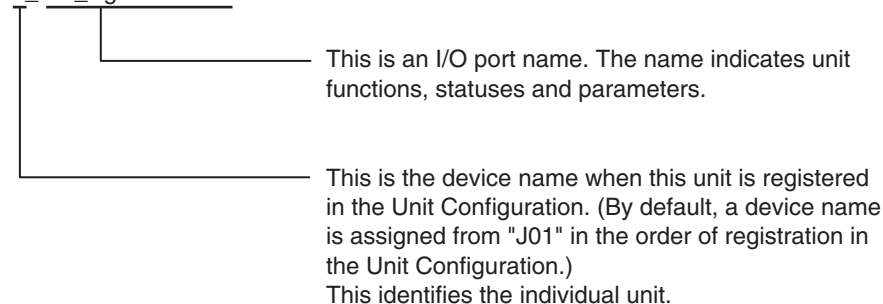 This is an I/O port name. The name indicates unit
functions, statuses and parameters.
This is the device name when this unit is registered
in the Unit Configuration. (By default, a device name
is assigned from "J01" in the order of registration in
the Unit Configuration.)
This identifies the individual unit.